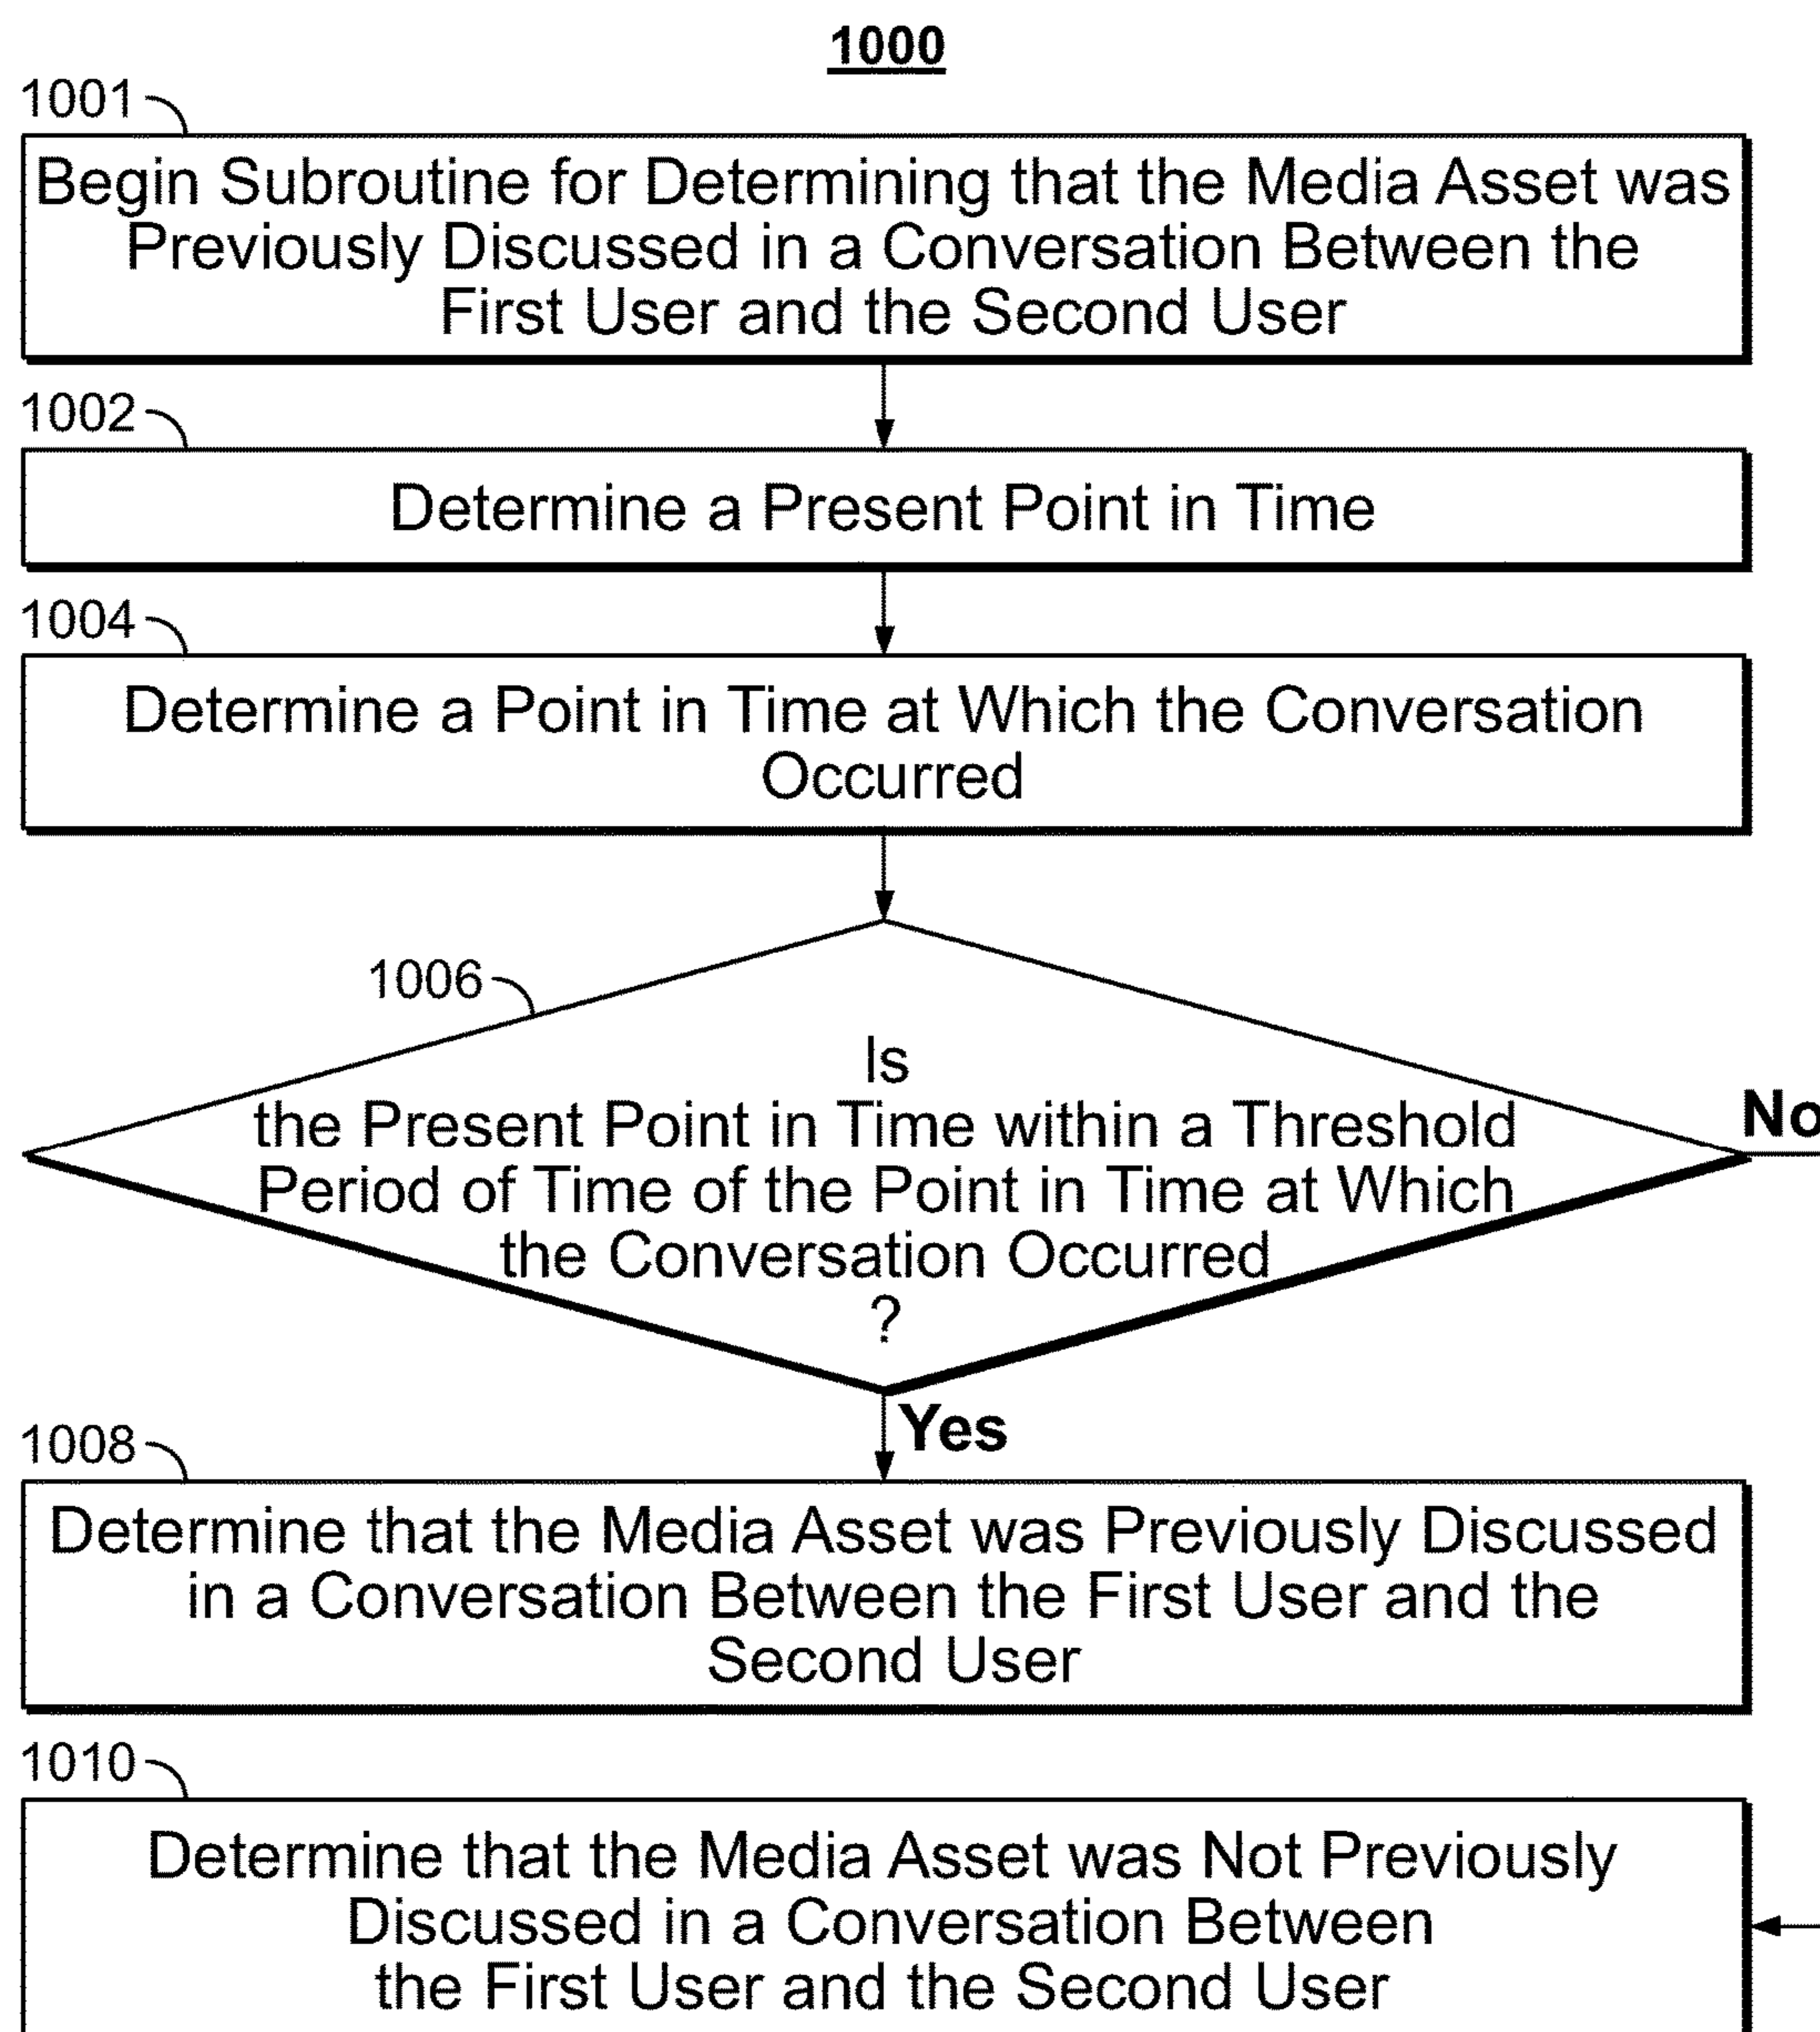 1000
1001
Begin Subroutine for Determining that the Media Asset was
Previously Discussed in a Conversation Between the
First User and the Second User
1002
Determine a Present Point in Time
1004
Determine a Point in Time at Which the Conversation
Occurred
1006
Is
the Present Point in Time within a Threshold
Period of Time of the Point in Time at Which
the Conversation Occurred
?
No
Yes
1008
Determine that the Media Asset was Previously Discussed
in a Conversation Between the First User and the
Second User
1010
Determine that the Media Asset was Not Previously
Discussed in a Conversation Between
the First User and the Second User